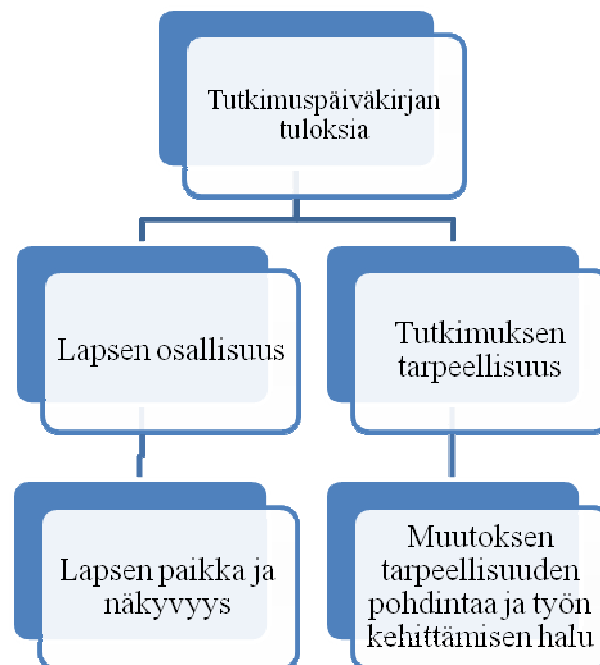 Tutkimuspäiväkirjan
tuloksia
Lapsen osallisuus
Tutkimuksen
tarpeellisuus
Lapsen paikka ja
näkyvyys
Muutoksen
tarpeellisuuden
pohdintaa ja työn
kehittämisen halu